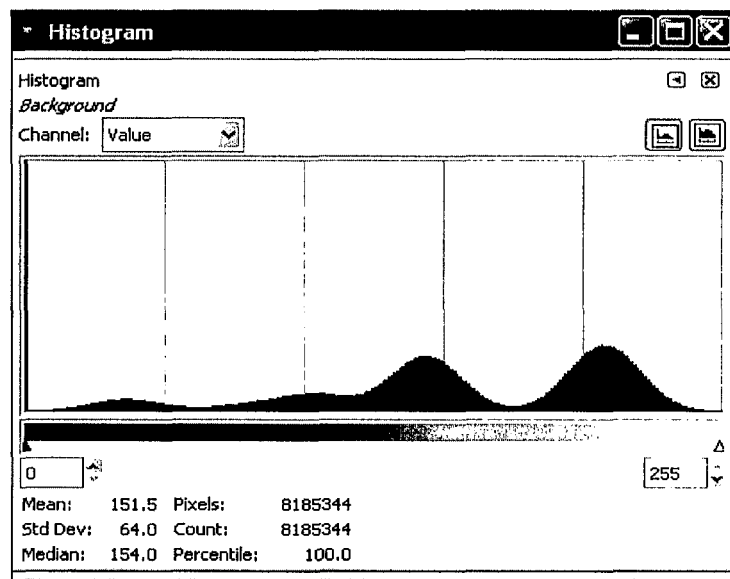 Histogram
Histogram
Background
Channel: Value
0 255
Mean: 151.5 Pixels: 8185344
Std Dev: 64.0 Count: 8185344
Median: 154.0 Percentile: 100.0